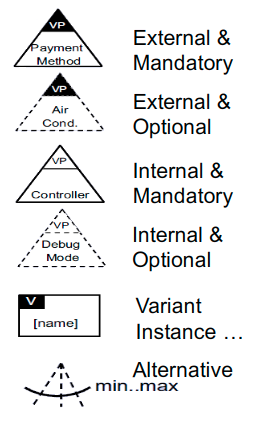 VP
Payment
Method
External &
Mandatory
VP
Air
Cond.
External &
Optional
VP
Controller
Internal &
Mandatory
VP
Debug
Mode
Internal &
Optional
V
[name]
Variant
Instance …
Alternative
min..max